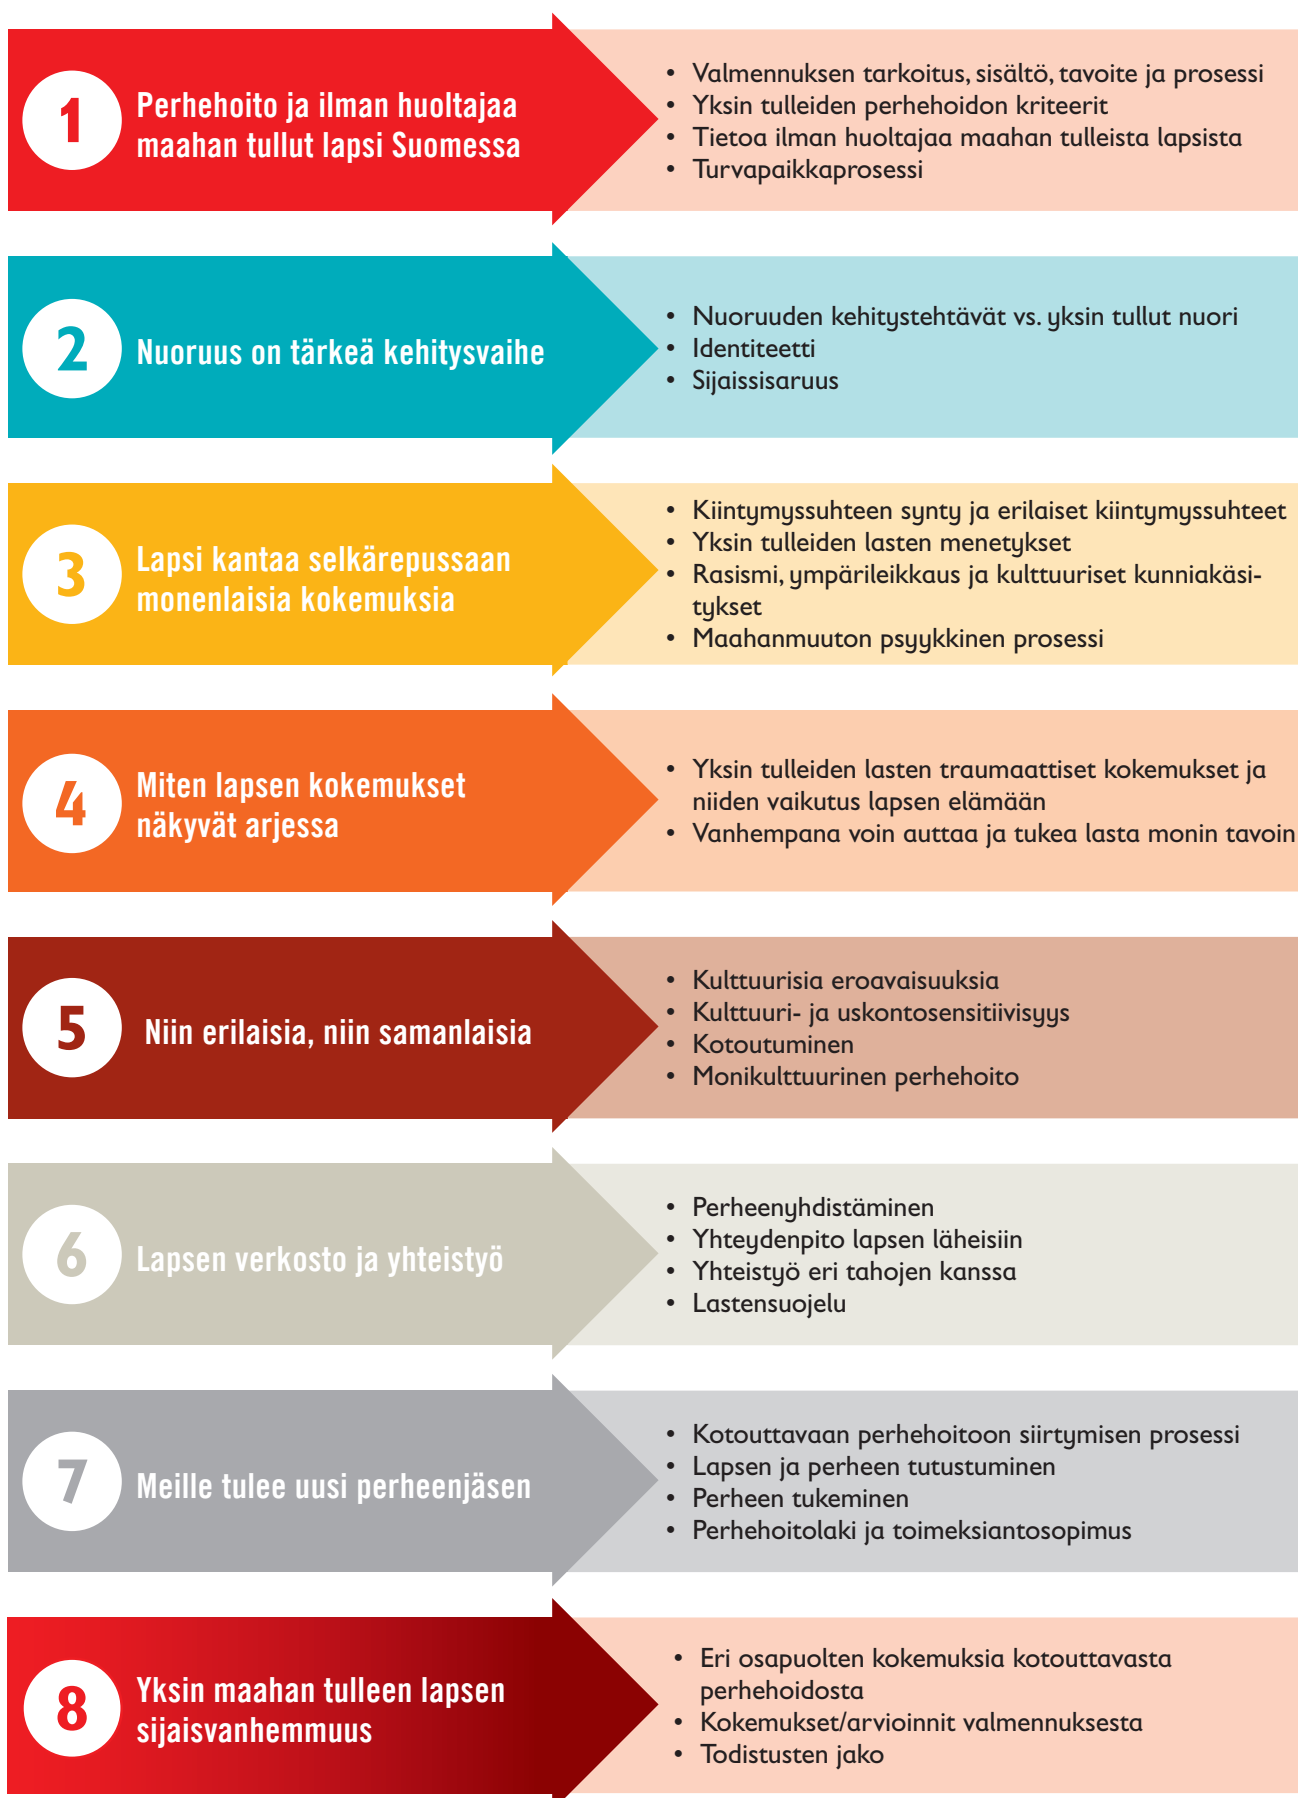 1
Perhehoito ja ilman huoltajaa
maahan tullut lapsi Suomessa
• Valmennuksen tarkoitus, sisältö, tavoite ja prosessi
• Yksin tulleiden perhehoidon kriteerit
• Tietoa ilman huoltajaa maahan tulleista lapsista
• Turvapaikkaprosessi
2
Nuoruus on tärkeä kehitysvaihe
• Nuoruuden kehitystehtävät vs. yksin tullut nuori
• Identiteetti
• Sijaissisaruus
3
Lapsi kantaa selkärepussaan
monenlaisia kokemuksia
• Kiintymyssuhteen synty ja erilaiset kiintymyssuhteet
• Yksin tulleiden lasten menetykset
• Rasismi, ympärileikkaus ja kulttuuriset kunniakäsi-
tykset
• Maahanmuuton psyykkinen prosessi
4
Miten lapsen kokemukset
näkyvät arjessa
• Yksin tulleiden lasten traumaattiset kokemukset ja
niiden vaikutus lapsen elämään
• Vanhempana voin auttaa ja tukea lasta monin tavoin
5
Niin erilaisia, niin samanlaisia
• Kulttuurisia eroavaisuuksia
• Kulttuuri- ja uskontosensitiivisyys
• Kotoutuminen
• Monikulttuurinen perhehoito
6
Lapsen verkosto ja yhteistyö
• Perheenyhdistäminen
• Yhteydenpito lapsen läheisiin
• Yhteistyö eri tahojen kanssa
• Lastensuojelu
7
Meille tulee uusi perheenjäsen
• Kotouttavaan perhehoitoon siirtymisen prosessi
• Lapsen ja perheen tutustuminen
• Perheen tukeminen
• Perhehoitolaki ja toimeksiantosopimus
8
Yksin maahan tulleen lapsen
sijaisvanhemmuus
• Eri osapuolten kokemuksia kotouttavasta
perhehoidosta
• Kokemukset/arvioinnit valmennuksesta
• Todistusten jako